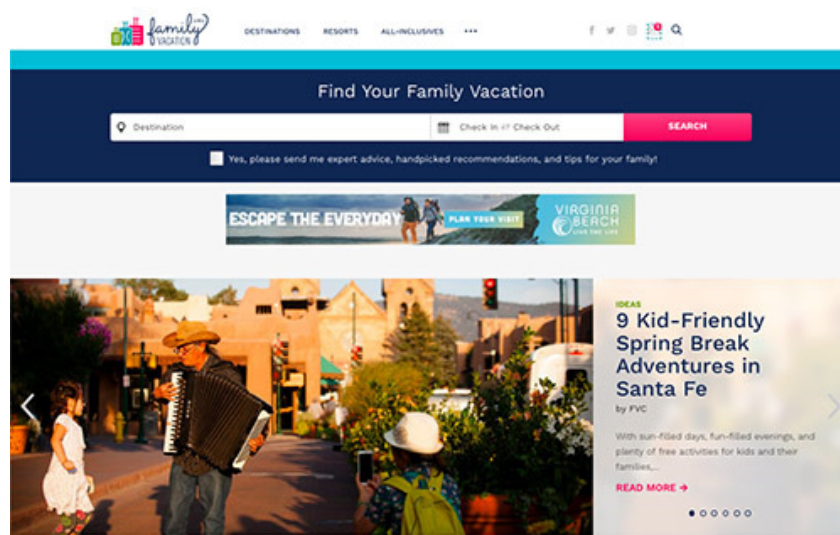 family
VACATION
DESTINATIONS RESORTS ALL-INCLUSIVES
Find Your Family Vacation
Destination
Check In
Check Out
SEARCH
Yes, please send me expert advice, handpicked recommendations, and tips for your family!
ESCAPE THE EVERYDAY
PLAN YOUR VISIT
VIRGINIA
BEACH
LIVE THE LIFE
IDEAS
9 Kid-Friendly
Spring Break
Adventures in
Santa Fe
by FVC
With sun-filled days, fun-filled evenings, and
plenty of free activities for kids and their
families,...
READ MORE →